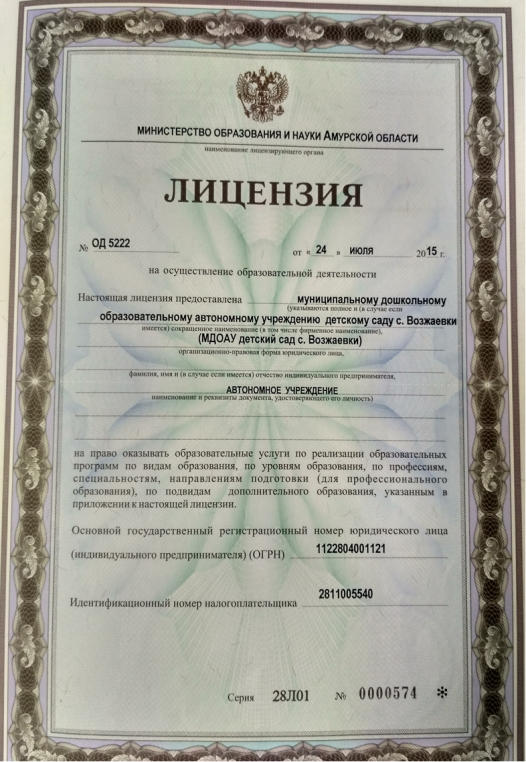 МИНИСТЕРСТВО ОБРАЗОВАНИЯ И НАУКИ АМУРСКОЙ ОБЛАСТИ
наименование лицензирующего органа
ЛИЦЕНЗИЯ
№ ОД 5222 от « 24 » ИЮЛЯ 2015 г.
на осуществление образовательной деятельности
Настоящая лицензия предоставлена муниципальному дошкольному
(указываются полное и (в случае если
образовательному автономному учреждению детскому саду с. Возжаевки
имеется) сокращенное наименование (в том числе фирменное наименование),
(МДОАУ детский сад с. Возжаевки)
организационно-правовая форма юридического лица,
фамилия, имя и (в случае если имеется) отчество индивидуального предпринимателя,
АВТОНОМНОЕ УЧРЕЖДЕНИЕ
наименование и реквизиты документа, удостоверяющего его личность)
на право оказывать образовательные услуги по реализации образовательных
программ по видам образования, по уровням образования, по профессиям,
специальностям, направлениям подготовки (для профессионального
образования), по подвидам дополнительного образования, указанным в
приложении к настоящей лицензии.
Основной государственный регистрационный номер юридического лица
(индивидуального предпринимателя) (ОГРН) 1122804001121
Идентификационный номер налогоплательщика 2811005540
Серия 28Л01 № 0000574 *